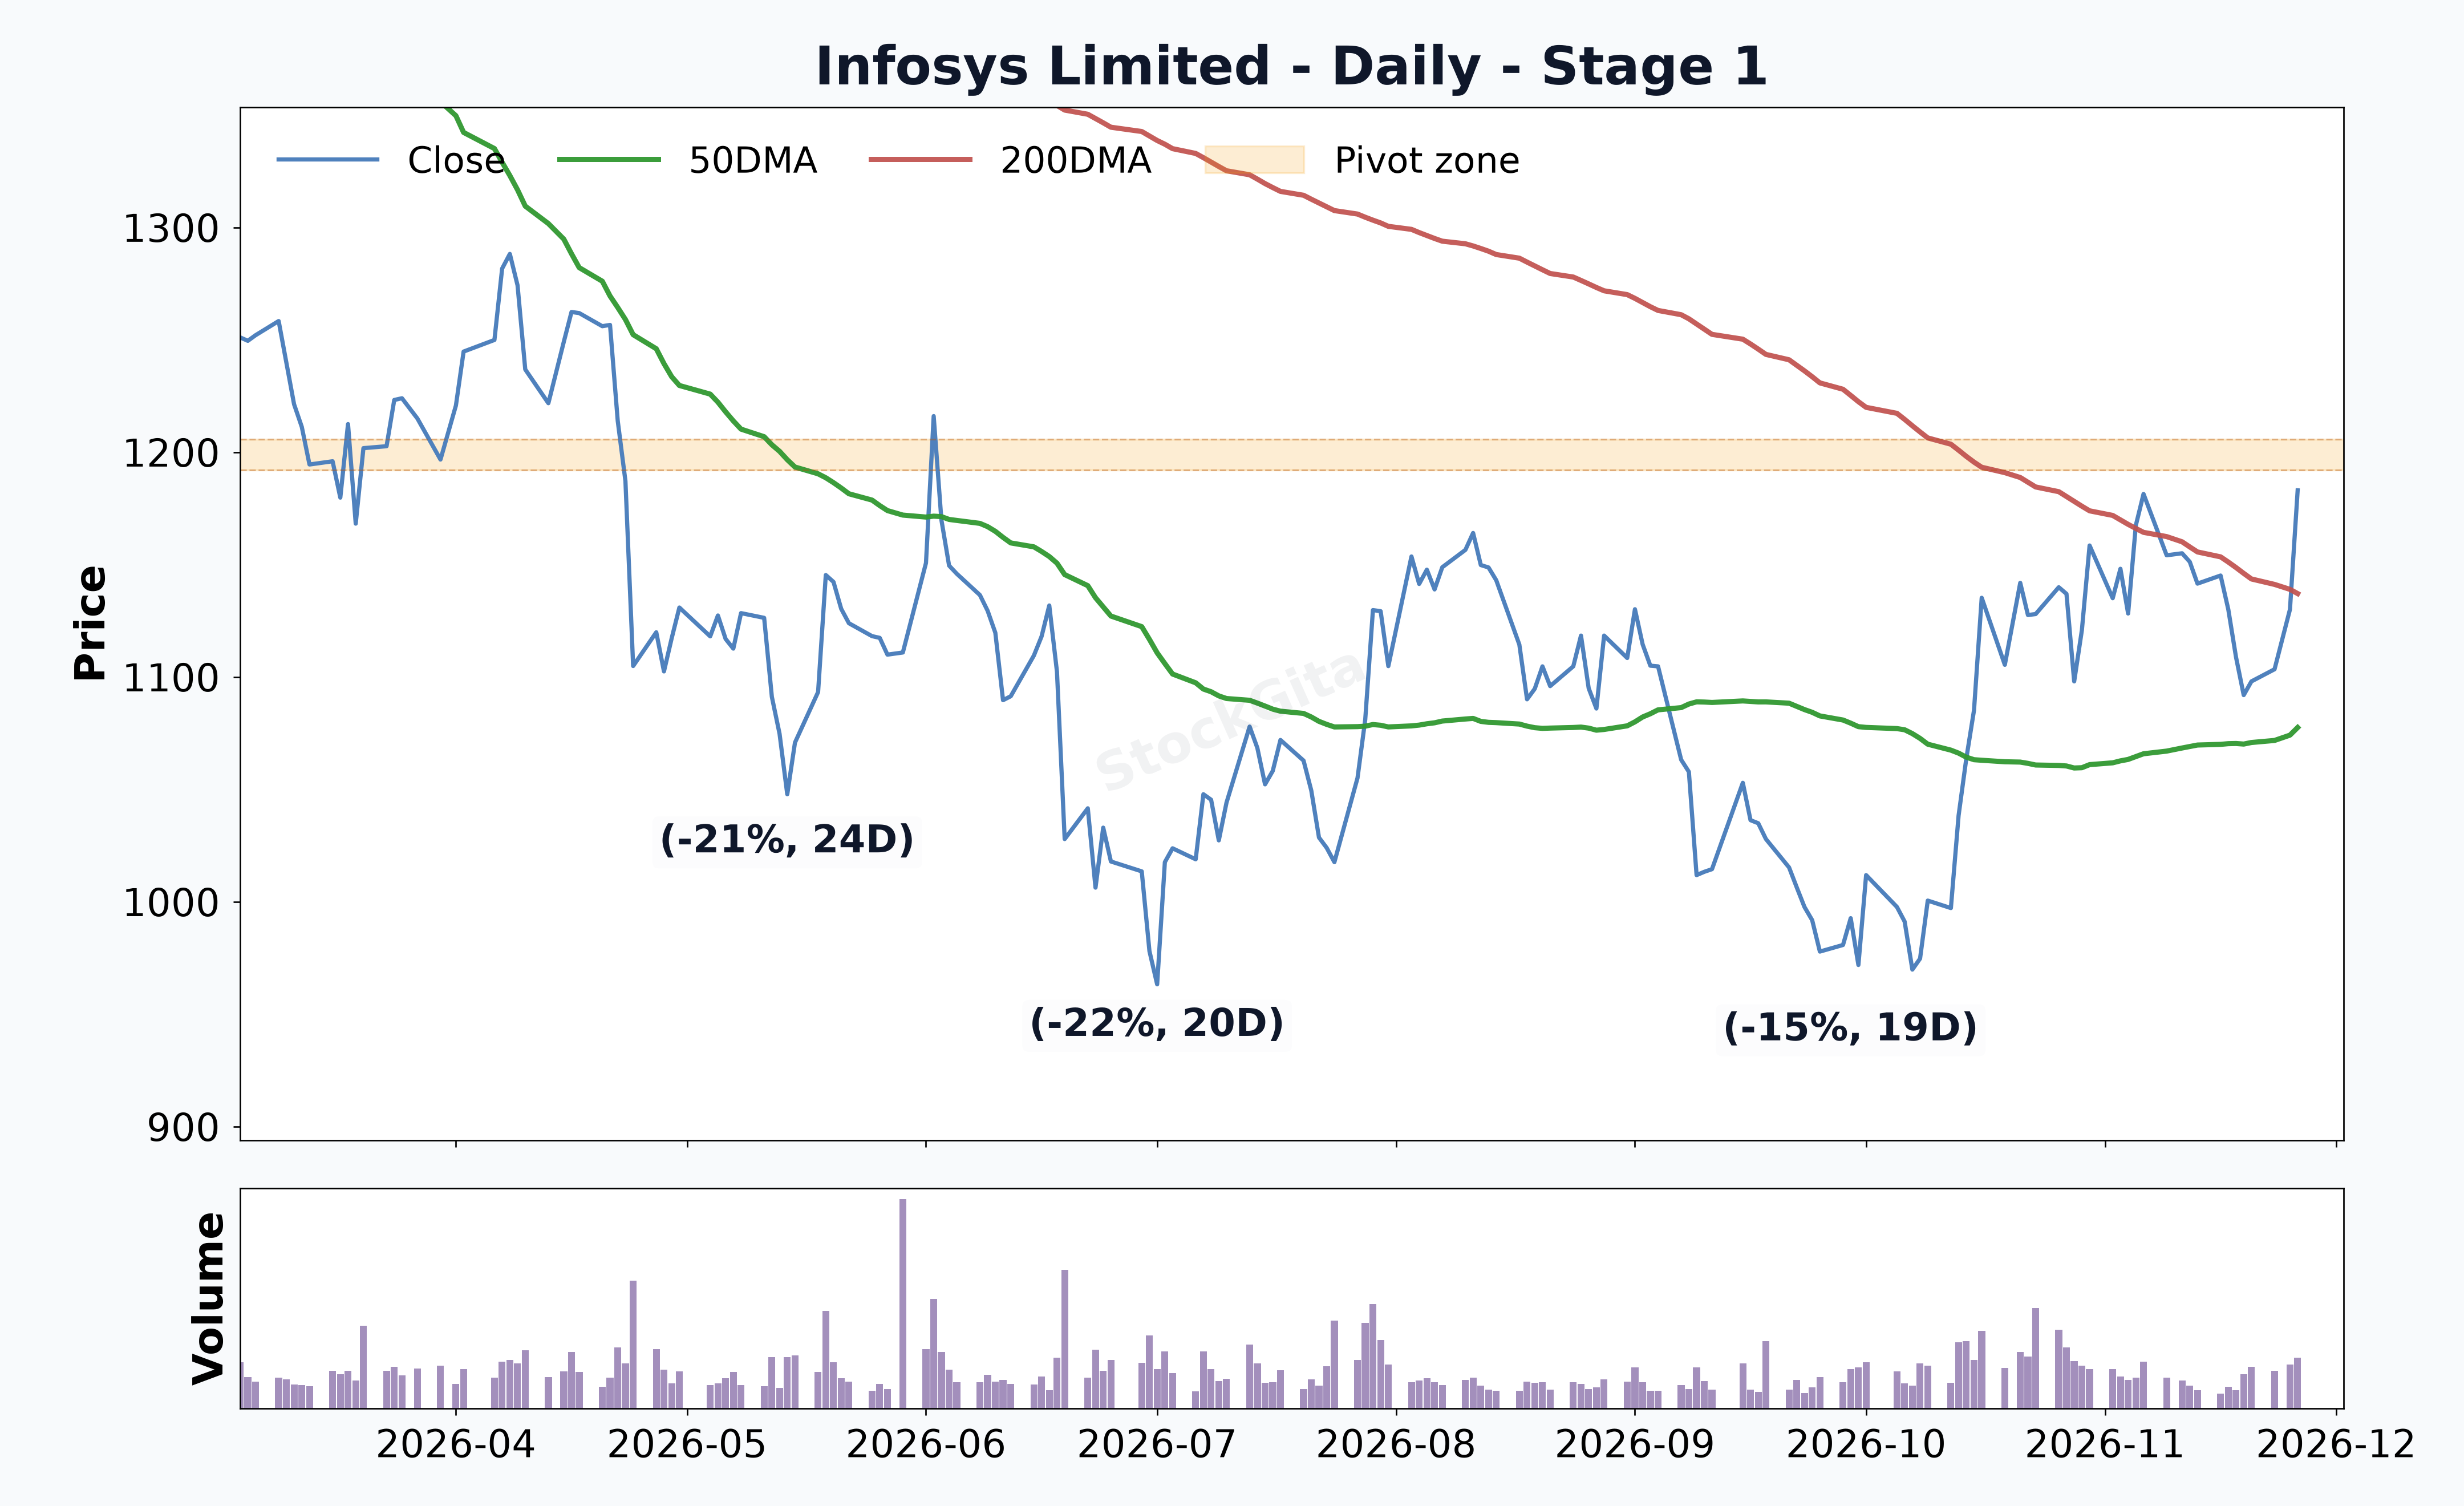 Infosys Limited - Daily - Stage 1
Close 50DMA 200DMA Pivot zone
Price
1300
1200
1100
1000
900
StockGita
(-21%, 24D)
(-22%, 20D)
(-15%, 19D)
Volume
2026-04 2026-05 2026-06 2026-07 2026-08 2026-09 2026-10 2026-11 2026-12